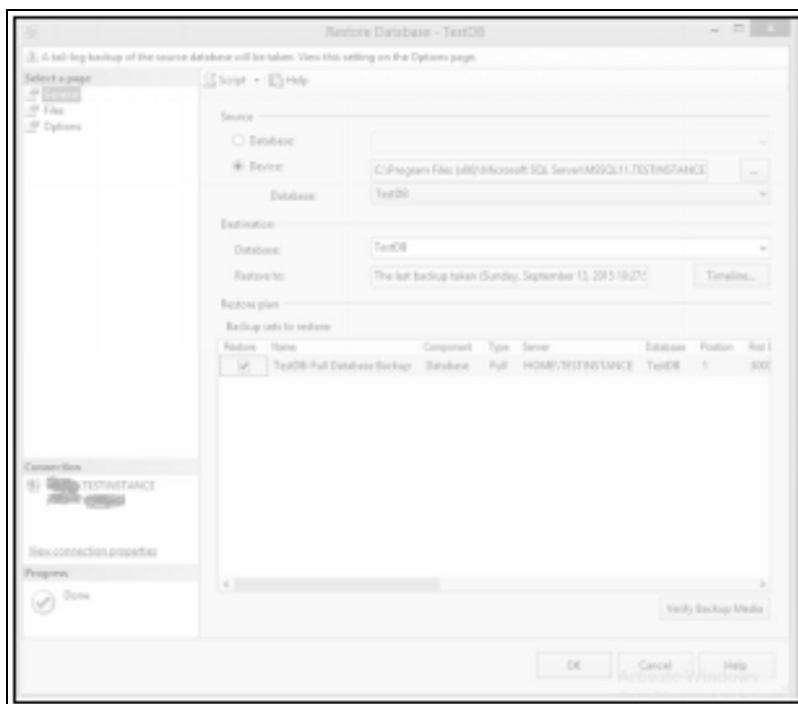 Restore Database - TestDB
A tail-log backup of the source database will be taken. View this setting on the Options page.
Select a page
General
Files
Options
Script
Help
Source
Database:
Device:
C:\Program Files (x86)\Microsoft SQL Server\MSSQL11.TESTINSTANCE
...
Database:
TestDB
Destination
Database:
TestDB
Restore to:
The last backup taken (Sunday, September 13, 2015 10:27:
Timeline...
Restore plan
Backup sets to restore:
Restore Name Component Type Server Database Position First
TestDB-Full Database Backup Database Full HOME\TESTINSTANCE TestDB 1
Connection
TESTINSTANCE
View connection properties
Progress
Done
Verify Backup Media
OK
Cancel
Help
Activate Windows